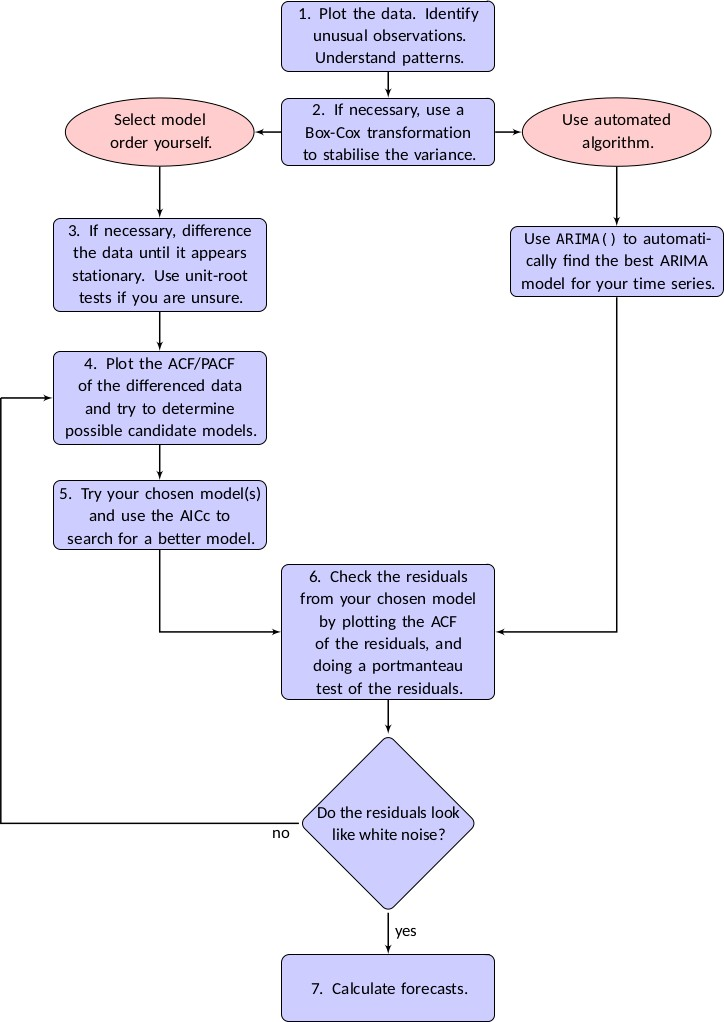 1. Plot the data. Identify
unusual observations.
Understand patterns.
Select model
order yourself.
2. If necessary, use a
Box-Cox transformation
to stabilise the variance.
Use automated
algorithm.
3. If necessary, difference
the data until it appears
stationary. Use unit-root
tests if you are unsure.
Use ARIMA() to automati-
cally find the best ARIMA
model for your time series.
4. Plot the ACF/PACF
of the differenced data
and try to determine
possible candidate models.
5. Try your chosen model(s)
and use the AICc to
search for a better model.
6. Check the residuals
from your chosen model
by plotting the ACF
of the residuals, and
doing a portmanteau
test of the residuals.
Do the residuals look
like white noise?
no
yes
7. Calculate forecasts.